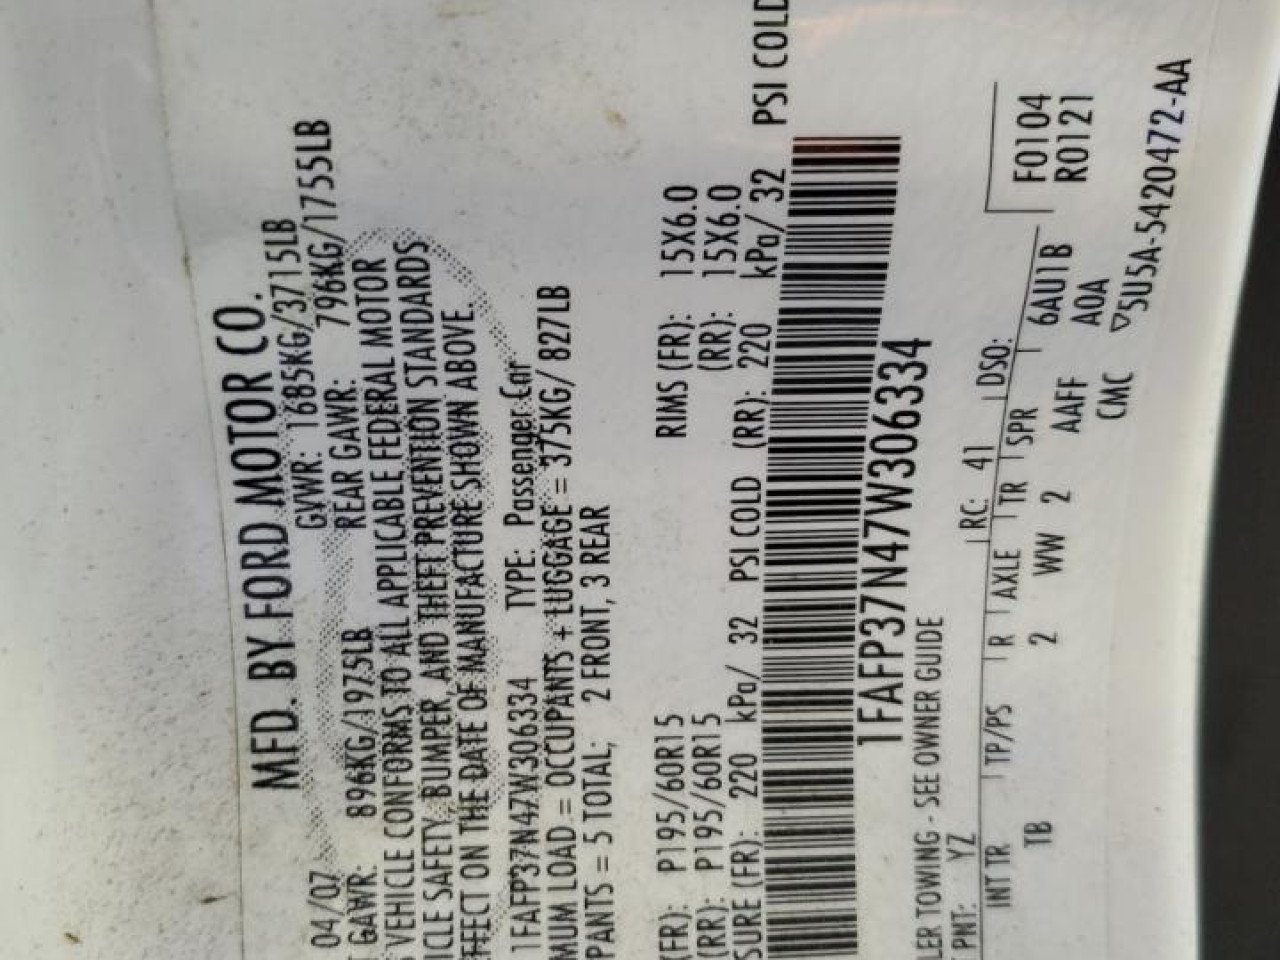 MFD. BY FORD MOTOR CO.
04/07 GVWR: 1685KG/3715LB
GAWR: 896KG/1975LB REAR GAWR: 796KG/1755LB
VEHICLE CONFORMS TO ALL APPLICABLE FEDERAL MOTOR
ICLE SAFETY, BUMPER, AND THEFT PREVENTION STANDARDS
FFECT ON THE DATE OF MANUFACTURE SHOWN ABOVE.
1FAFP37N47W306334 TYPE: Passenger Car
MUM LOAD = OCCUPANTS + LUGGAGE = 375KG/ 827LB
PANTS = 5 TOTAL; 2 FRONT, 3 REAR
(FR): P195/60R15 RIMS (FR): 15X6.0
(RR): P195/60R15 (RR): 15X6.0
SURE (FR): 220 kPa/ 32 PSI COLD (RR): 220 kPa/ 32 PSI COLD
1FAFP37N47W306334
LER TOWING - SEE OWNER GUIDE
PNT: YZ RC: 41 DSO:
INT TR TP/PS R AXLE TR SPR 6AU1B F0104
TB 2 WW 2 AAFF A0A R0121
CMC ▽5U5A-5420472-AA